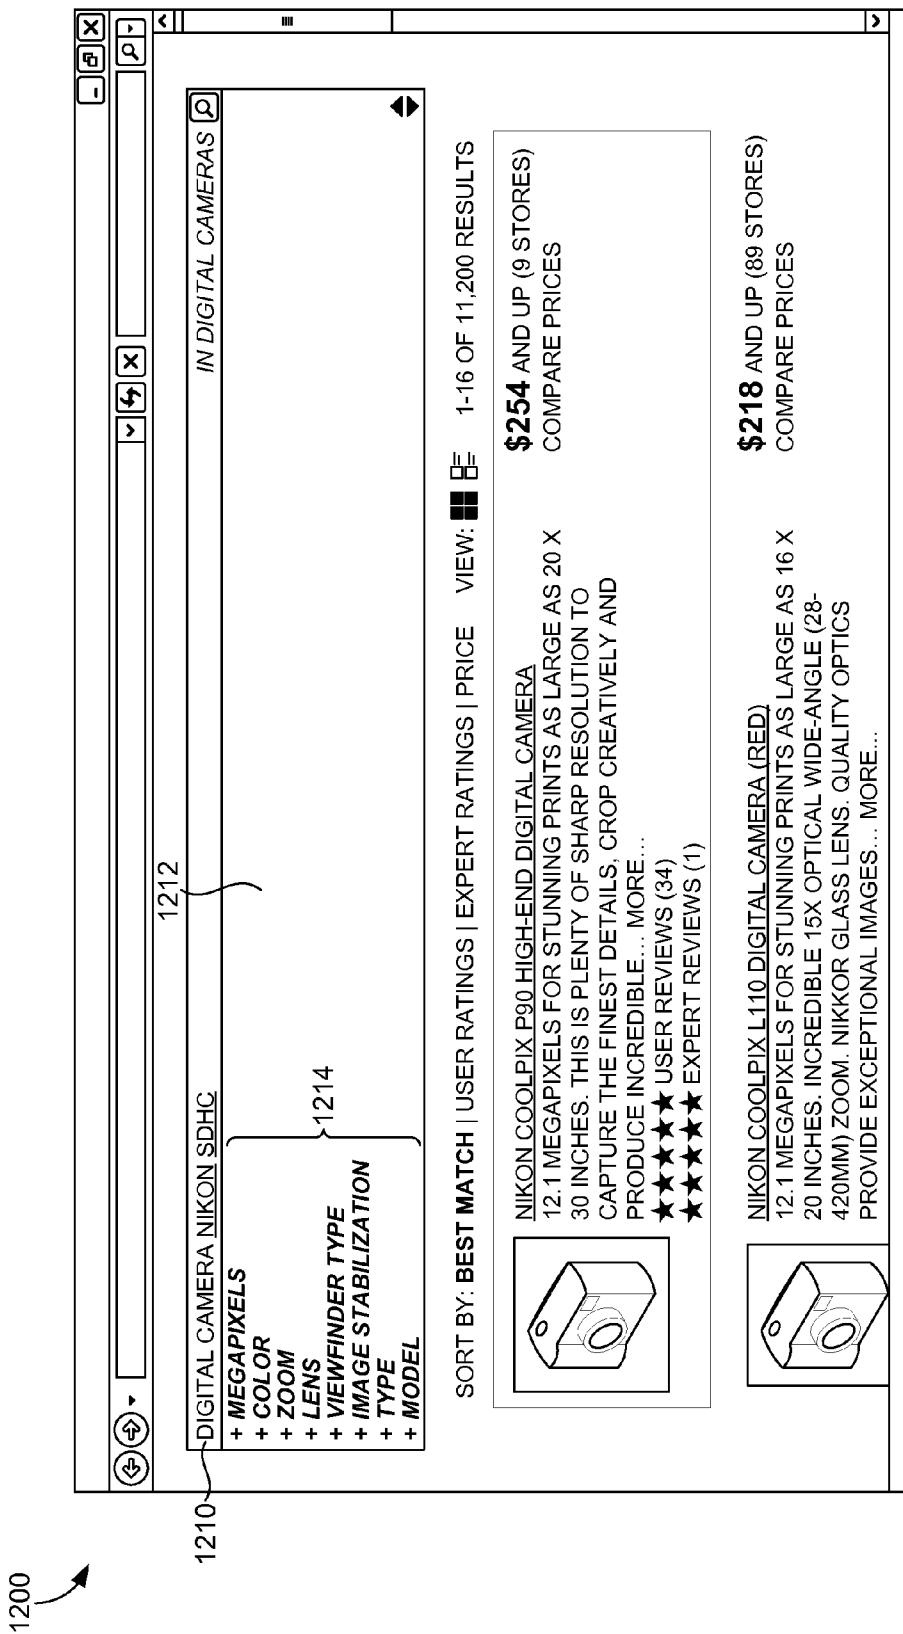 1200
1210
DIGITAL CAMERA NIKON SDHC IN DIGITAL CAMERAS
1212
+ MEGAPIXELS
+ COLOR
+ ZOOM
+ LENS
+ VIEWFINDER TYPE
+ IMAGE STABILIZATION
+ TYPE
+ MODEL
1214
SORT BY: BEST MATCH | USER RATINGS | EXPERT RATINGS | PRICE VIEW: 1-16 OF 11,200 RESULTS
NIKON COOLPIX P90 HIGH-END DIGITAL CAMERA
12.1 MEGAPIXELS FOR STUNNING PRINTS AS LARGE AS 20 X
30 INCHES. THIS IS PLENTY OF SHARP RESOLUTION TO
CAPTURE THE FINEST DETAILS, CROP CREATIVELY AND
PRODUCE INCREDIBLE... MORE...
★★★★★ USER REVIEWS (34)
★★★★★ EXPERT REVIEWS (1)
$254 AND UP (9 STORES)
COMPARE PRICES
NIKON COOLPIX L110 DIGITAL CAMERA (RED)
12.1 MEGAPIXELS FOR STUNNING PRINTS AS LARGE AS 16 X
20 INCHES. INCREDIBLE 15X OPTICAL WIDE-ANGLE (28-
420MM) ZOOM. NIKKOR GLASS LENS. QUALITY OPTICS
PROVIDE EXCEPTIONAL IMAGES... MORE...
$218 AND UP (89 STORES)
COMPARE PRICES